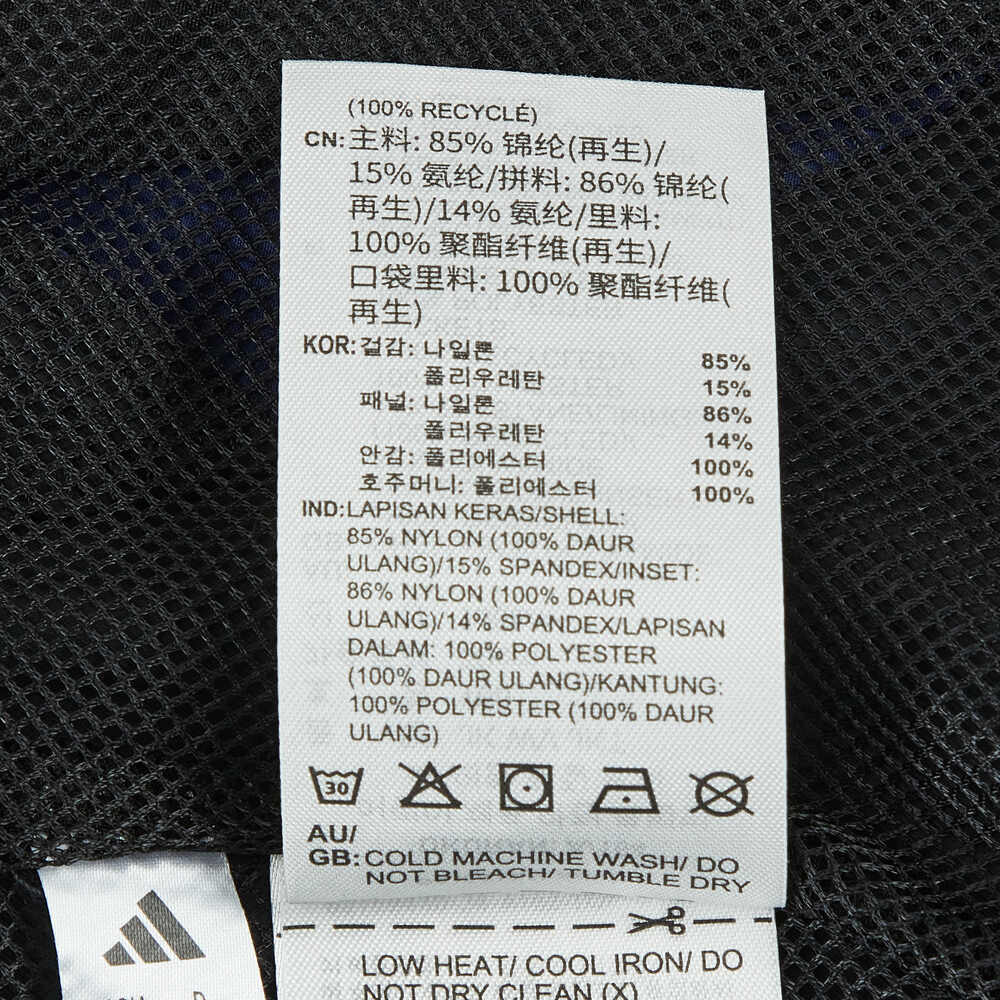 (100% RECYCLÉ)
CN: 主料: 85% 锦纶(再生)/
15% 氨纶/拼料: 86% 锦纶(
再生)/14% 氨纶/里料:
100% 聚酯纤维(再生)/
口袋里料: 100% 聚酯纤维(
再生)
KOR: 겉감: 나일론 85%
폴리우레탄 15%
패널: 나일론 86%
폴리우레탄 14%
안감: 폴리에스터 100%
호주머니: 폴리에스터 100%
IND: LAPISAN KERAS/SHELL:
85% NYLON (100% DAUR
ULANG)/15% SPANDEX/INSET:
86% NYLON (100% DAUR
ULANG)/14% SPANDEX/LAPISAN
DALAM: 100% POLYESTER
(100% DAUR ULANG)/KANTUNG:
100% POLYESTER (100% DAUR
ULANG)
30
AU/
GB: COLD MACHINE WASH/ DO
NOT BLEACH/ TUMBLE DRY
LOW HEAT/ COOL IRON/ DO
NOT DRY CLEAN (X)